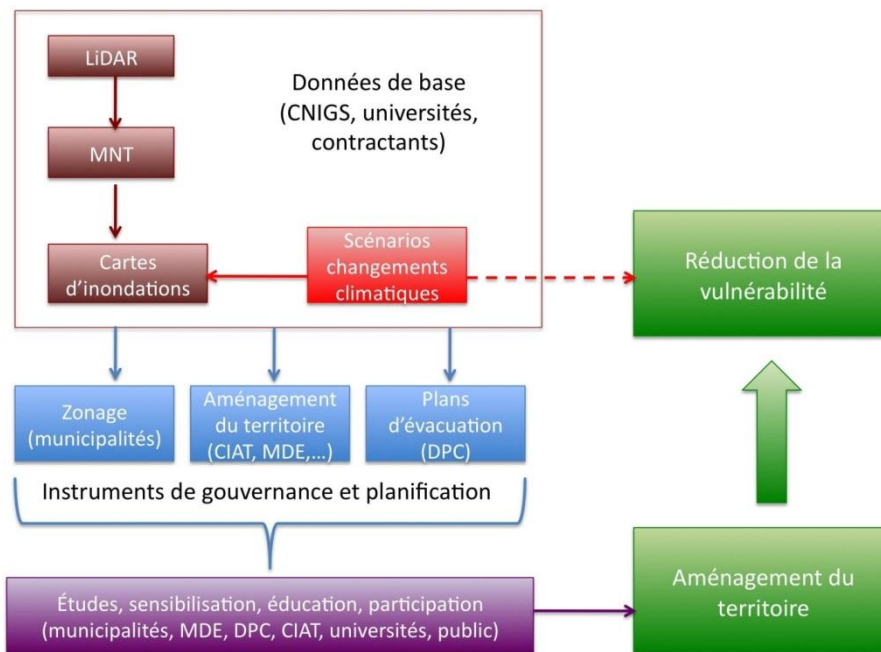 LiDAR
Données de base
(CNIGS, universités,
contractants)
MNT
Cartes
d'inondations
Scénarios
changements
climatiques
Réduction de la
vulnérabilité
Zonage
(municipalités)
Aménagement
du territoire
(CIAT, MDE,...)
Plans
d'évacuation
(DPC)
Instruments de gouvernance et planification
Études, sensibilisation, éducation, participation
(municipalités, MDE, DPC, CIAT, universités, public)
Aménagement du
territoire